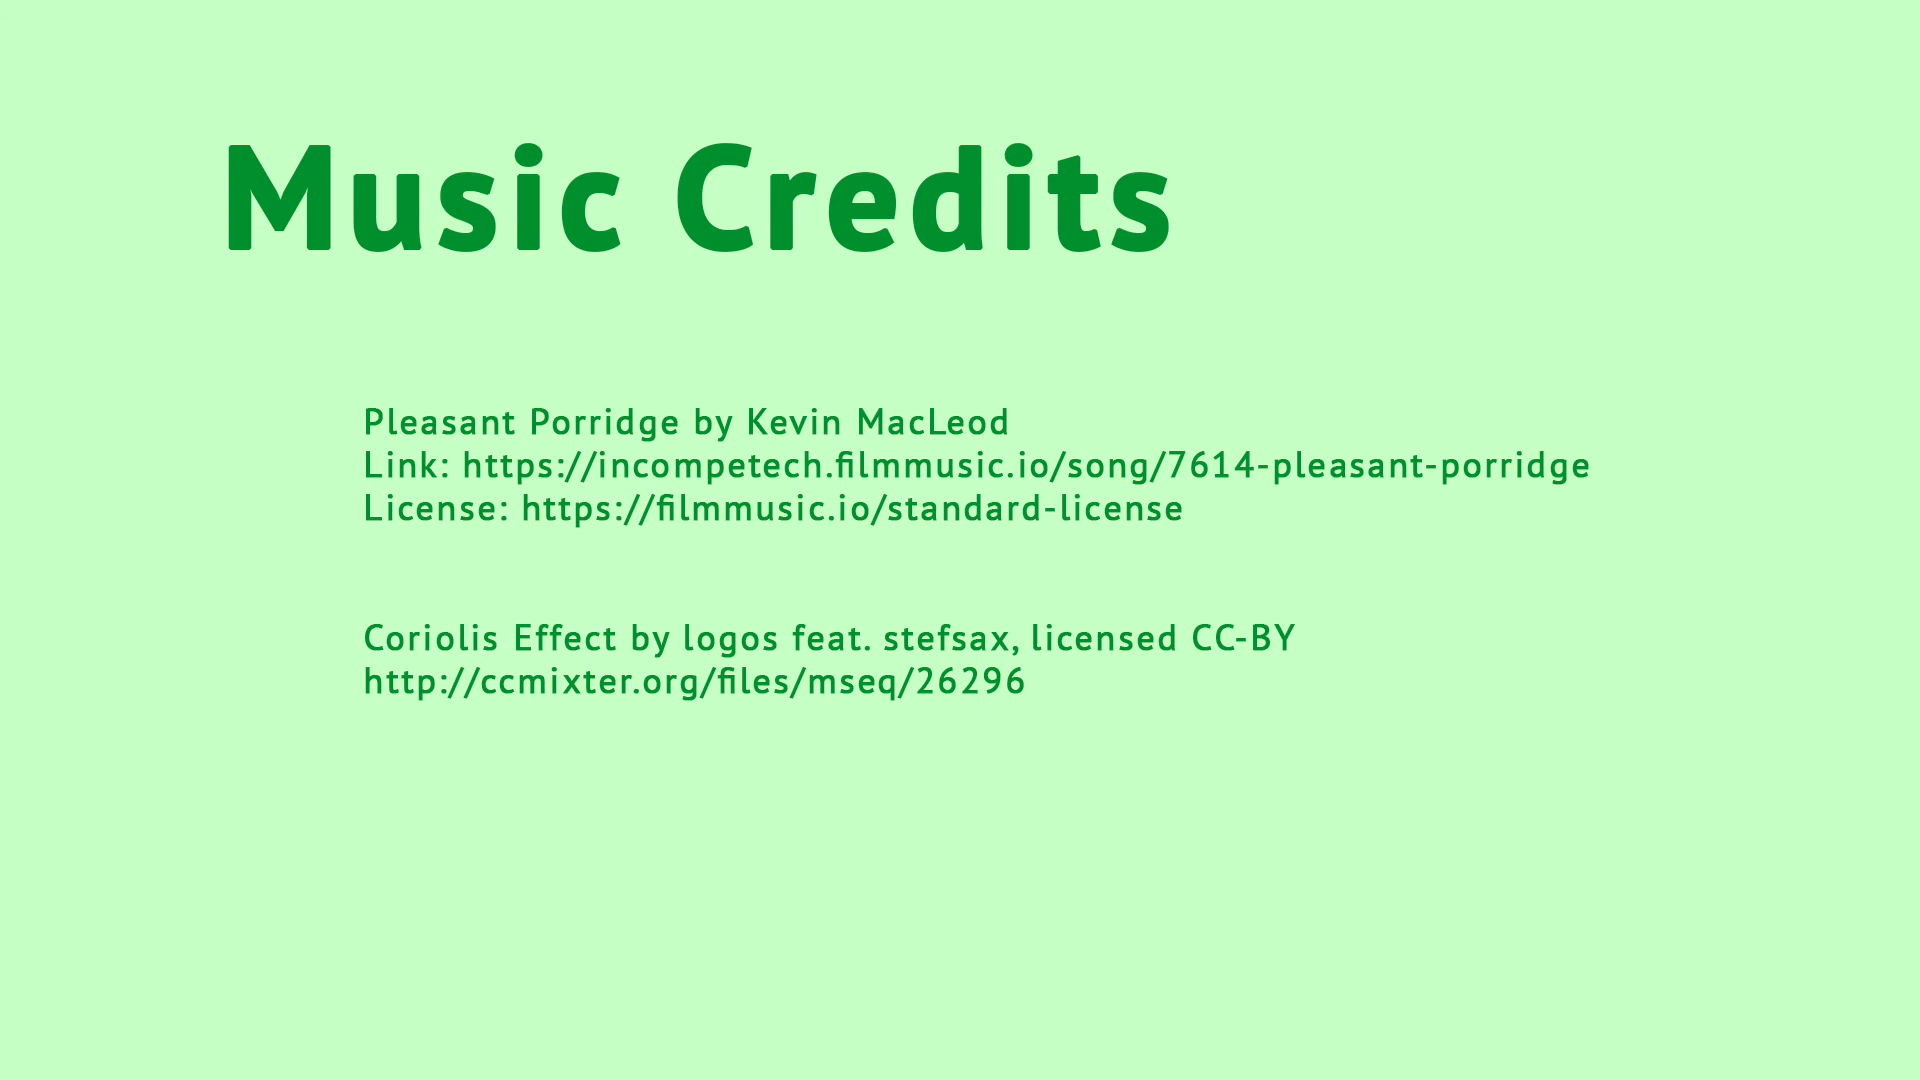 Music Credits
Pleasant Porridge by Kevin MacLeod
Link: https://incompetech.filmmusic.io/song/7614-pleasant-porridge
License: https://filmmusic.io/standard-license
Coriolis Effect by logos feat. stefsax, licensed CC-BY
http://ccmixter.org/files/mseq/26296